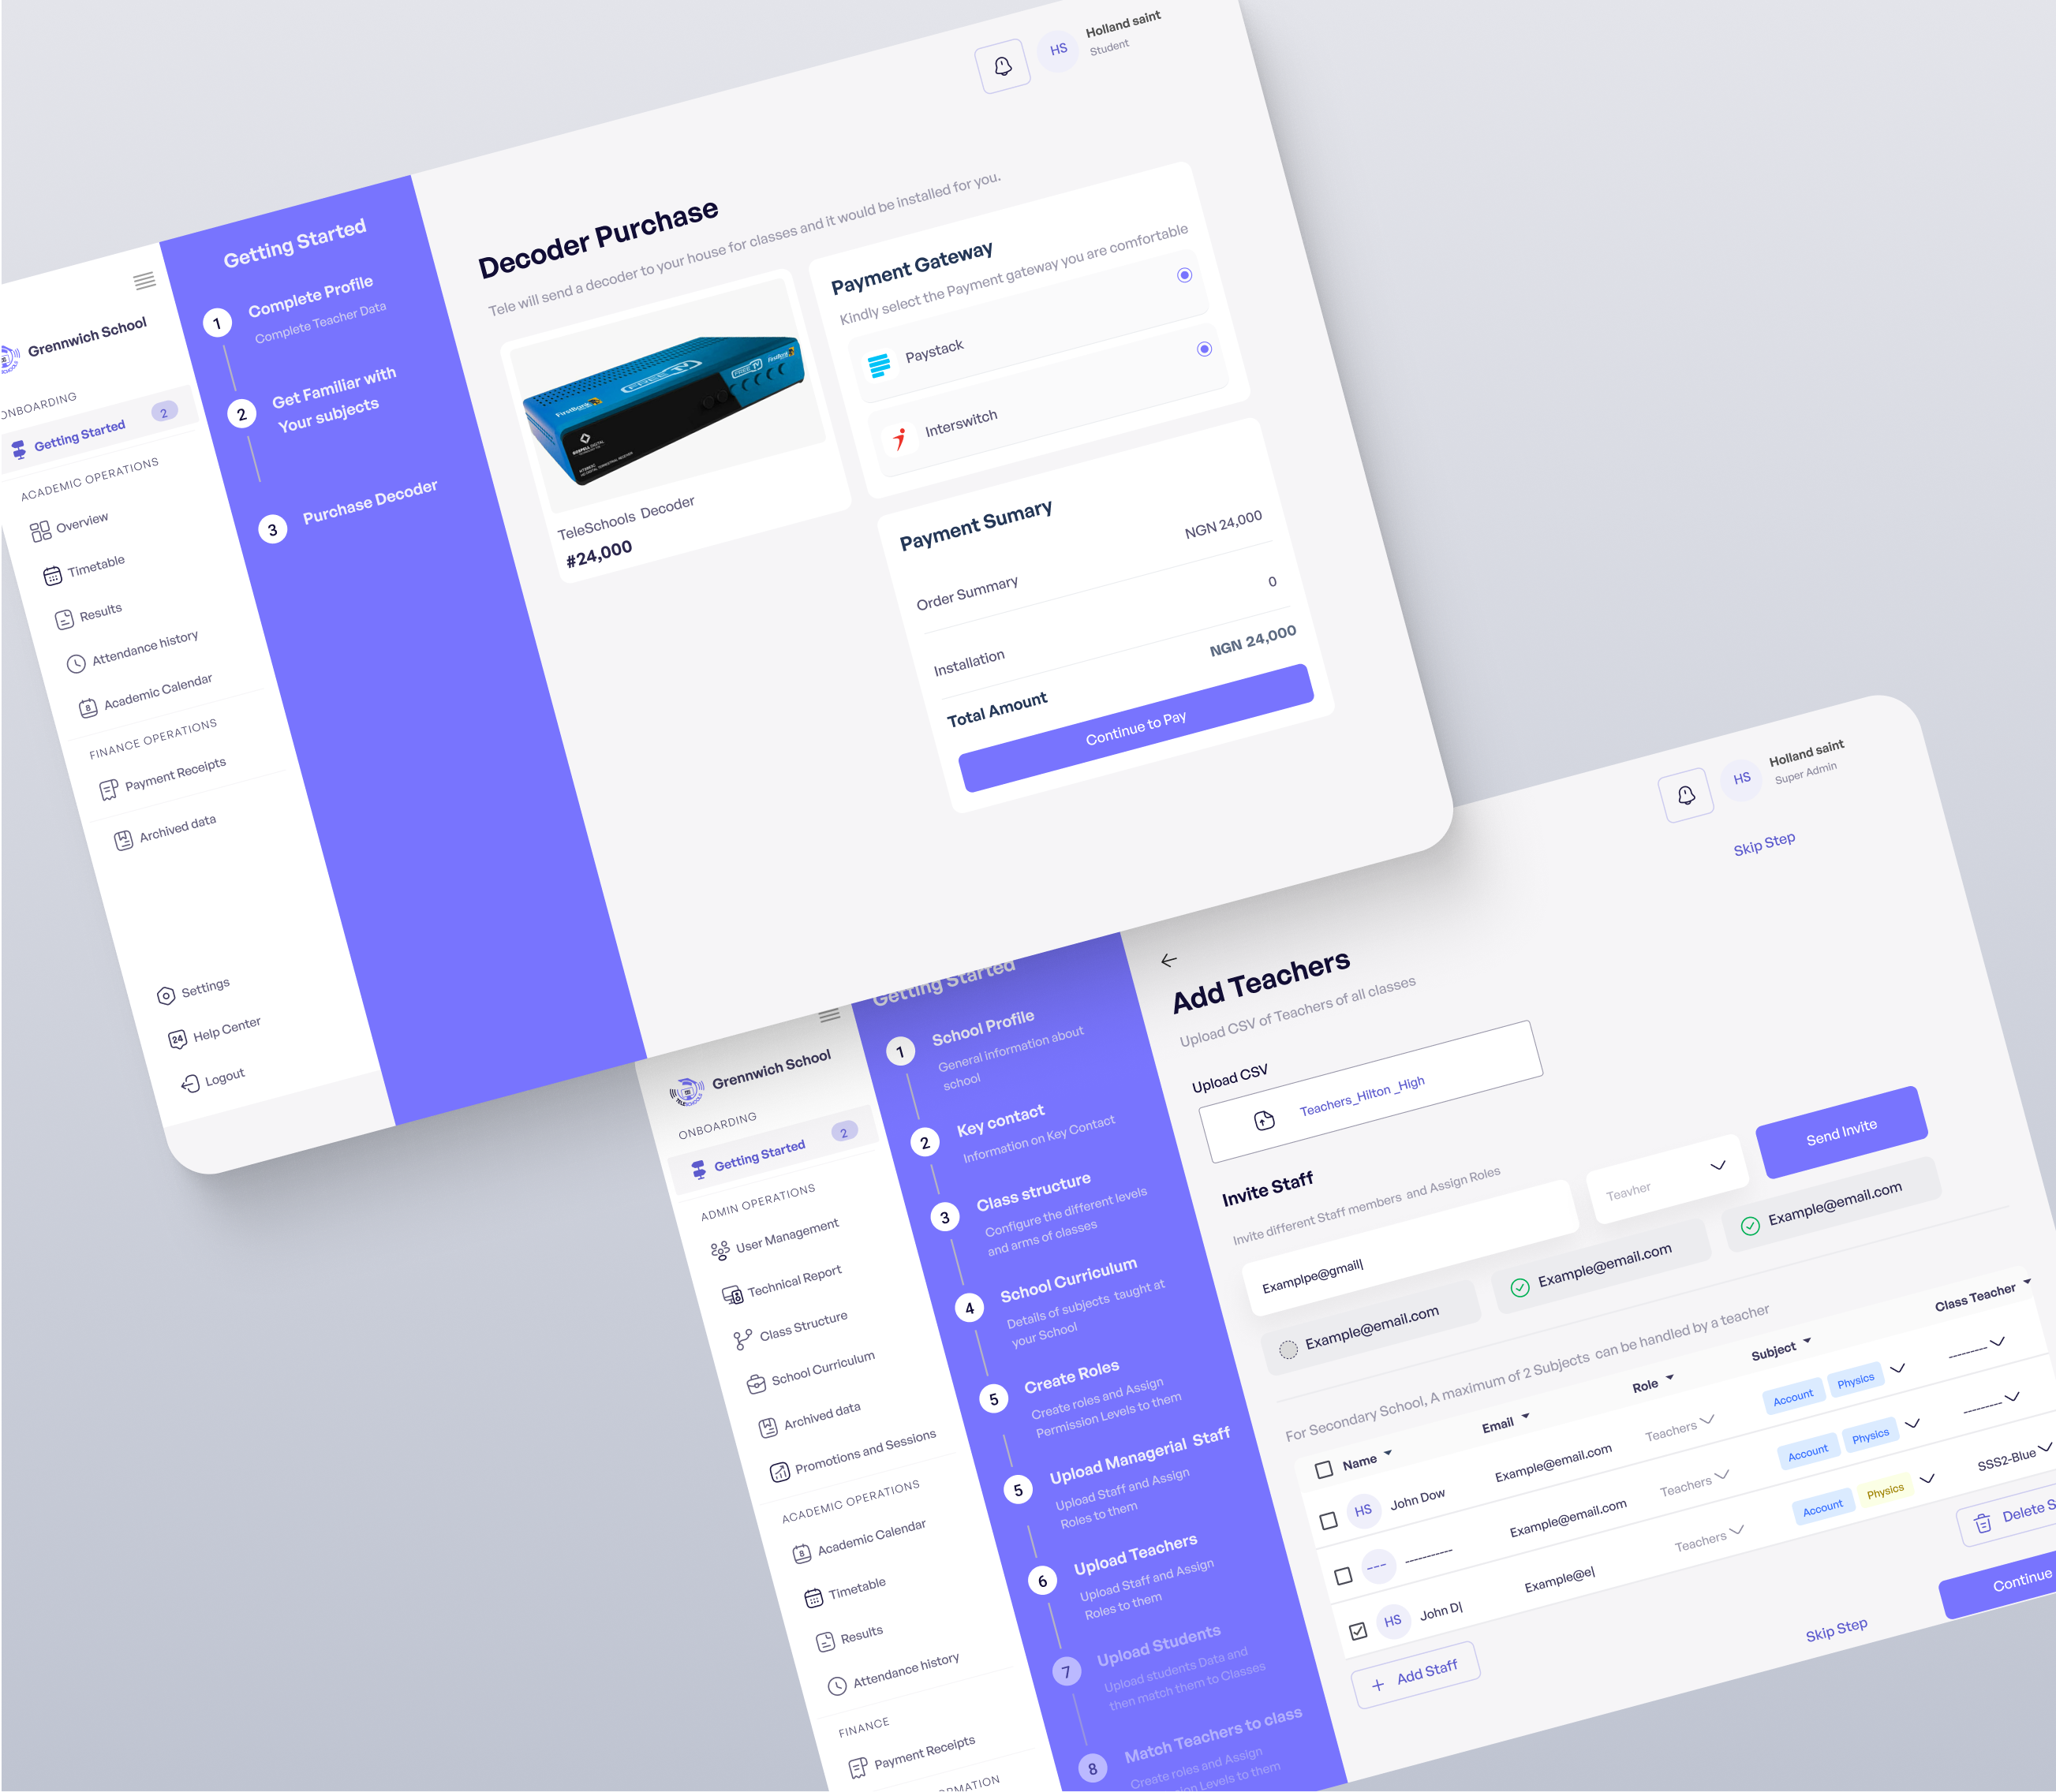 Holland saint
Student
HS
Grennwich School
ONBOARDING
Getting Started
2
ACADEMIC OPERATIONS
Overview
Timetable
Results
Attendance history
Academic Calendar
FINANCE OPERATIONS
Payment Receipts
Archived data
Settings
Help Center
Logout
Getting Started
1
Complete Profile
Complete Teacher Data
2
Get Familiar with
Your subjects
3
Purchase Decoder
Decoder Purchase
Tele will send a decoder to your house for classes and it would be installed for you.
FREE TV
FirstBank
TeleSchools Decoder
#24,000
Payment Gateway
Kindly select the Payment gateway you are comfortable
Paystack
Interswitch
Payment Sumary
Order Summary
NGN 24,000
Installation
0
Total Amount
NGN 24,000
Continue to Pay
Holland saint
Super Admin
HS
Skip Step
Grennwich School
ONBOARDING
Getting Started
2
ADMIN OPERATIONS
User Management
Technical Report
Class Structure
School Curriculum
Archived data
Promotions and Sessions
ACADEMIC OPERATIONS
Academic Calendar
Timetable
Results
Attendance history
FINANCE
Payment Receipts
Getting Started
1
School Profile
General information about
school
2
Key contact
Information on Key Contact
3
Class structure
Configure the different levels
and arms of classes
4
School Curriculum
Details of subjects taught at
your School
5
Create Roles
Create roles and Assign
Permission Levels to them
5
Upload Managerial Staff
Upload Staff and Assign
Roles to them
6
Upload Teachers
Upload Staff and Assign
Roles to them
7
Upload Students
Upload students Data and
then match them to Classes
8
Match Teachers to class
Create roles and Assign
Levels to them
Add Teachers
Upload CSV of Teachers of all classes
Upload CSV
Teachers_Hilton _High
Invite Staff
Invite different Staff members and Assign Roles
Examplpe@gmail|
Teavher
Send Invite
Example@email.com
Example@email.com
Example@email.com
For Secondary School, A maximum of 2 Subjects can be handled by a teacher
Name
Email
Role
Subject
Class Teacher
HS
John Dow
Example@email.com
Teachers
Account
Physics
---------
---
-----------
Example@email.com
Teachers
Account
Physics
---------
HS
John D|
Example@e|
Teachers
Account
Physics
SSS2-Blue
Add Staff
Delete S
Skip Step
Continue